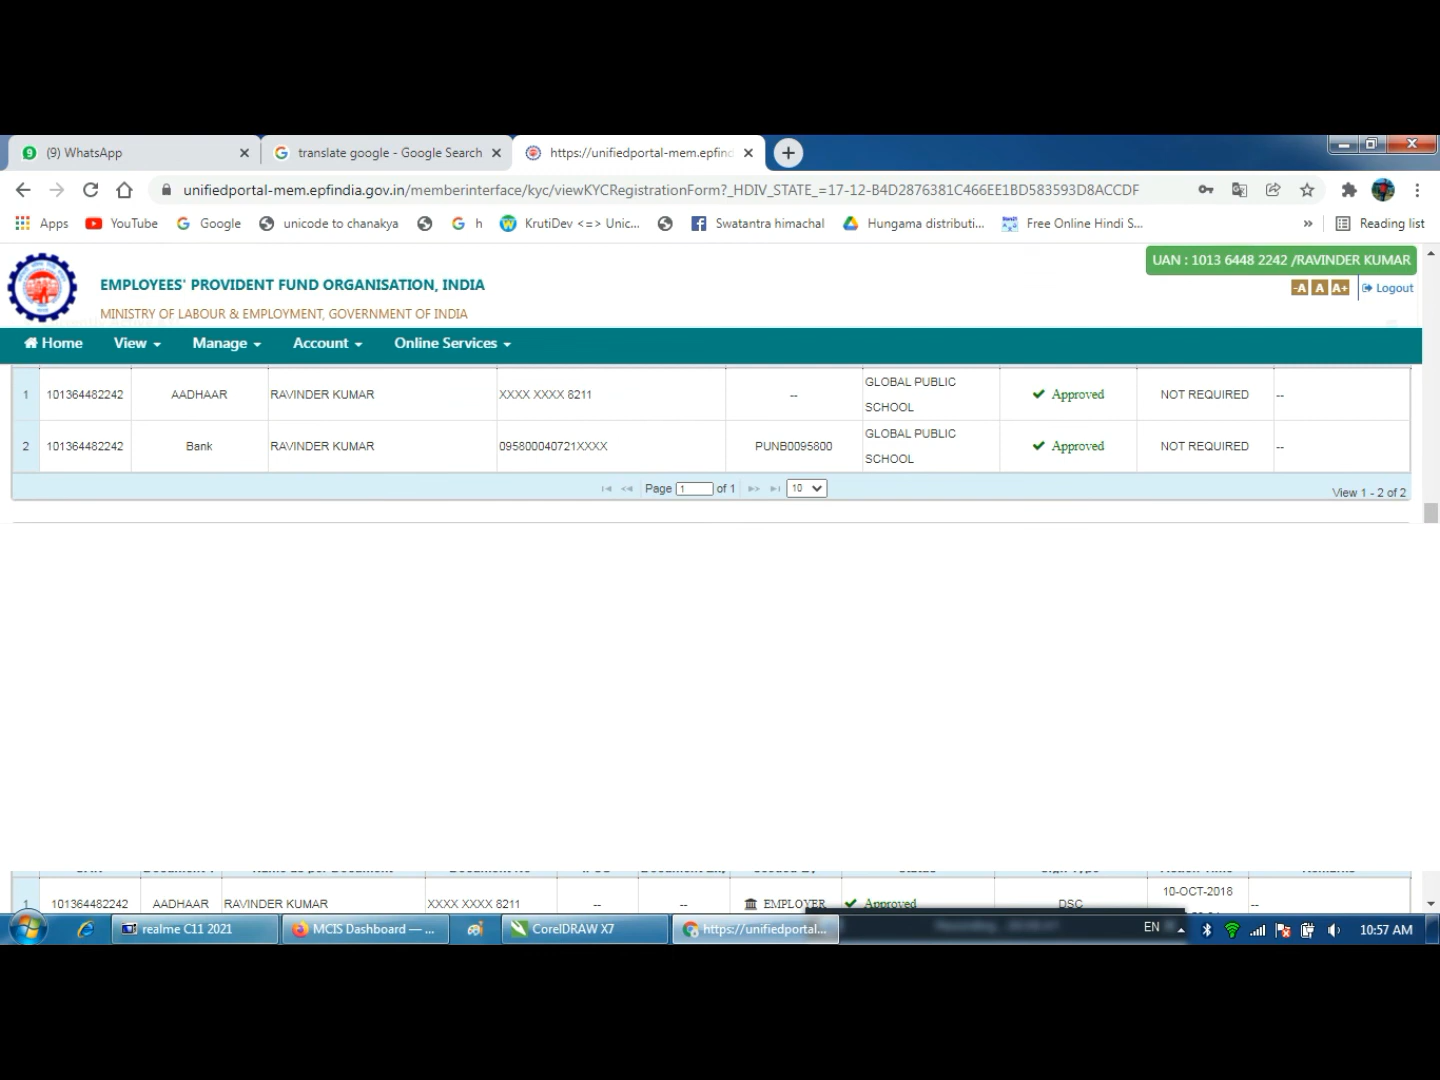 (9) WhatsApp
translate google - Google Search
https://unifiedportal-mem.epfind
unifiedportal-mem.epfindia.gov.in/memberinterface/kyc/viewKYCRegistrationForm?_HDIV_STATE_=17-12-B4D2876381C466EE1BD583593D8ACCDF
Apps YouTube Google unicode to chanakya h KrutiDev <=> Unic... Swatantra himachal Hungama distributi... Free Online Hindi S... » Reading list
UAN : 1013 6448 2242 /RAVINDER KUMAR
EMPLOYEES' PROVIDENT FUND ORGANISATION, INDIA
-A A A+ Logout
MINISTRY OF LABOUR & EMPLOYMENT, GOVERNMENT OF INDIA
Home View Manage Account Online Services
1 101364482242 AADHAAR RAVINDER KUMAR XXXX XXXX 8211 -- GLOBAL PUBLIC SCHOOL Approved NOT REQUIRED --
2 101364482242 Bank RAVINDER KUMAR 095800040721XXXX PUNB0095800 GLOBAL PUBLIC SCHOOL Approved NOT REQUIRED --
Page 1 of 1 10
View 1 - 2 of 2
10-OCT-2018
1 101364482242 AADHAAR RAVINDER KUMAR XXXX XXXX 8211 -- -- EMPLOYER Approved DSC --
realme C11 2021 MCIS Dashboard — ... CorelDRAW X7 https://unifiedportal... EN 10:57 AM